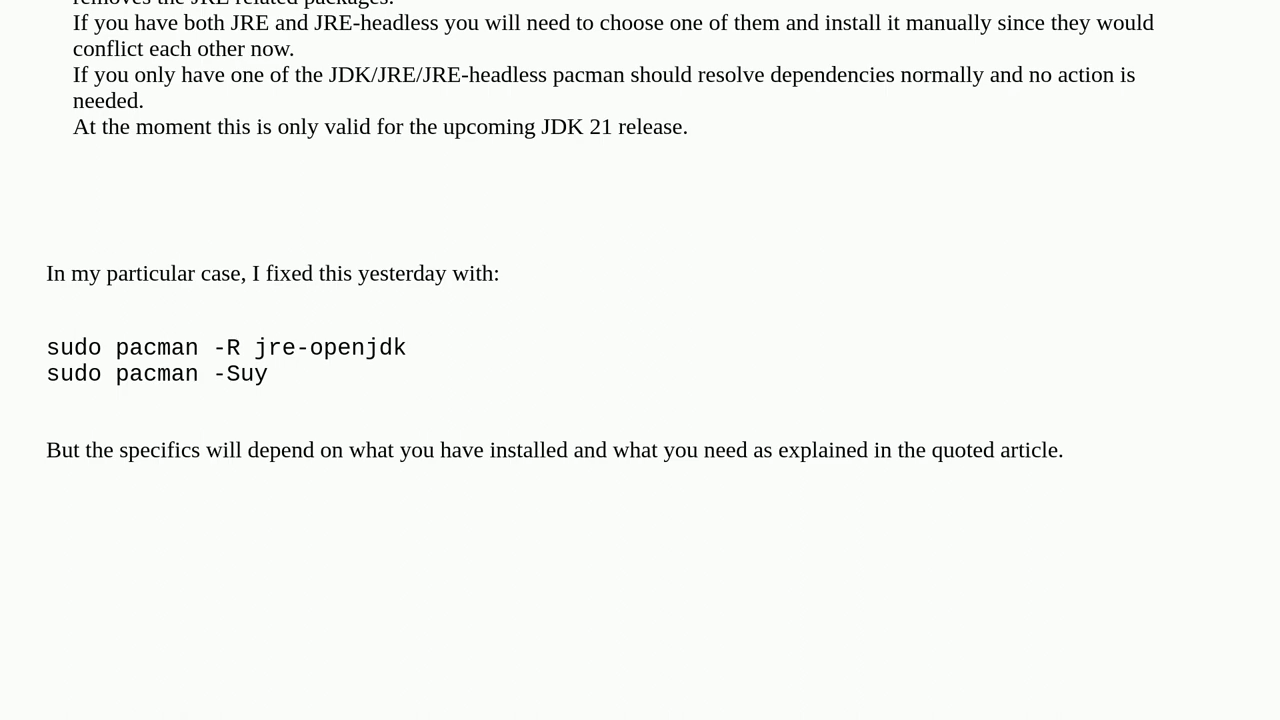 removes the JRE related packages.
If you have both JRE and JRE-headless you will need to choose one of them and install it manually since they would
conflict each other now.
If you only have one of the JDK/JRE/JRE-headless pacman should resolve dependencies normally and no action is
needed.
At the moment this is only valid for the upcoming JDK 21 release.
In my particular case, I fixed this yesterday with:
sudo pacman -R jre-openjdk
sudo pacman -Suy
But the specifics will depend on what you have installed and what you need as explained in the quoted article.